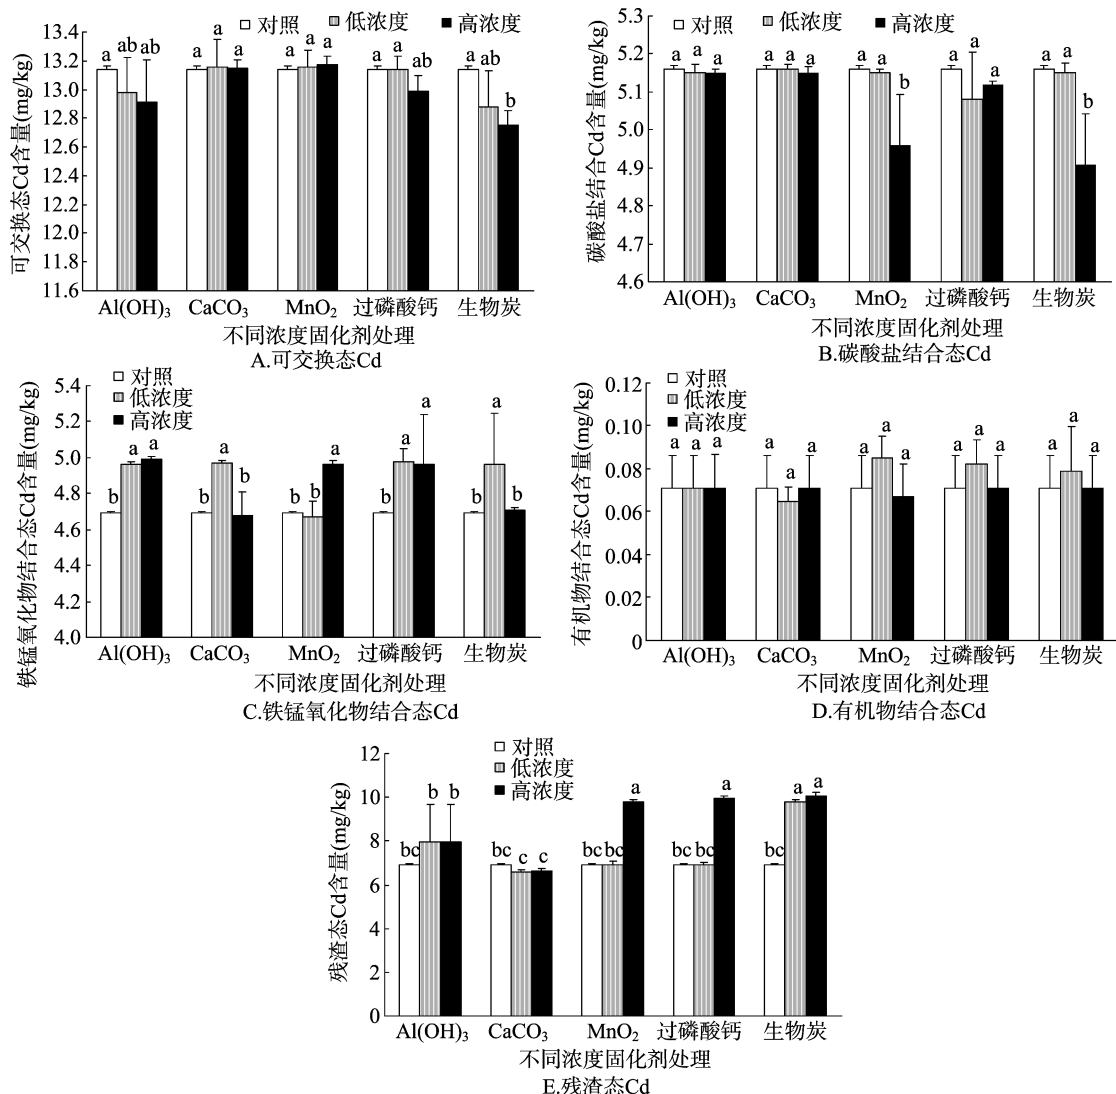 对照 低浓度 高浓度
可交换态Cd含量(mg/kg)
13.4
13.2
13.0
12.8
12.6
12.4
12.2
12.0
11.8
11.6
a ab ab a a a a a a a a ab a ab b
Al(OH)₃ CaCO₃ MnO₂ 过磷酸钙 生物炭
不同浓度固化剂处理
A.可交换态Cd
对照 低浓度 高浓度
碳酸盐结合Cd含量(mg/kg)
5.3
5.2
5.1
5.0
4.9
4.8
4.7
4.6
a a a a a a a a b a a a a a b
Al(OH)₃ CaCO₃ MnO₂ 过磷酸钙 生物炭
不同浓度固化剂处理
B.碳酸盐结合态Cd
对照
低浓度
高浓度
铁锰氧化物结合态Cd含量(mg/kg)
5.4
5.2
5.0
4.8
4.6
4.4
4.2
4.0
b a a b a b b b a b a a b a b
Al(OH)₃ CaCO₃ MnO₂ 过磷酸钙 生物炭
不同浓度固化剂处理
C.铁锰氧化物结合态Cd
对照
低浓度
高浓度
有机物结合态Cd含量(mg/kg)
0.12
0.10
0.08
0.06
0.04
0.02
0
a a a a a a a a a a a a a a a
Al(OH)₃ CaCO₃ MnO₂ 过磷酸钙 生物炭
不同浓度固化剂处理
D.有机物结合态Cd
对照
低浓度
高浓度
残渣态Cd含量(mg/kg)
12
10
8
6
4
2
0
bc b b bc c c bc bc a bc bc a bc a a
Al(OH)₃ CaCO₃ MnO₂ 过磷酸钙 生物炭
不同浓度固化剂处理
E.残渣态Cd